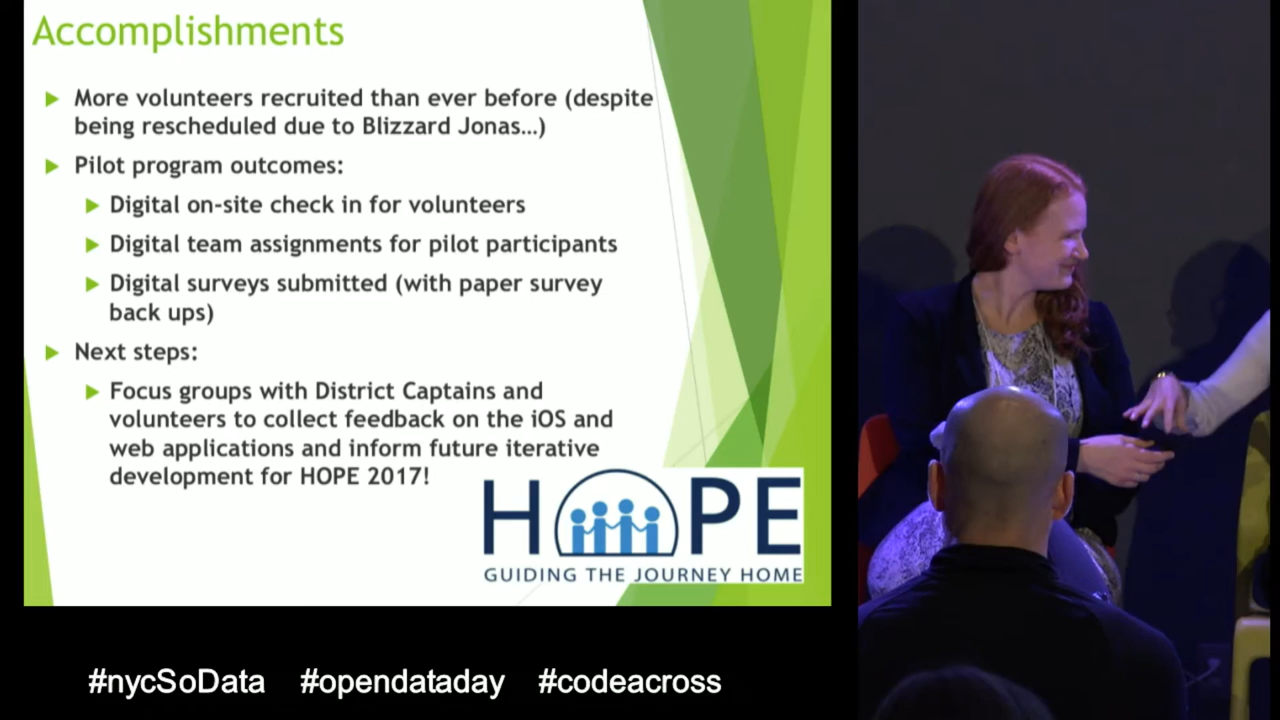 Accomplishments
More volunteers recruited than ever before (despite
being rescheduled due to Blizzard Jonas…)
Pilot program outcomes:
Digital on-site check in for volunteers
Digital team assignments for pilot participants
Digital surveys submitted (with paper survey
back ups)
Next steps:
Focus groups with District Captains and
volunteers to collect feedback on the iOS and
web applications and inform future iterative
development for HOPE 2017!
HOPE
GUIDING THE JOURNEY HOME
#nycSoData #opendataday #codeacross